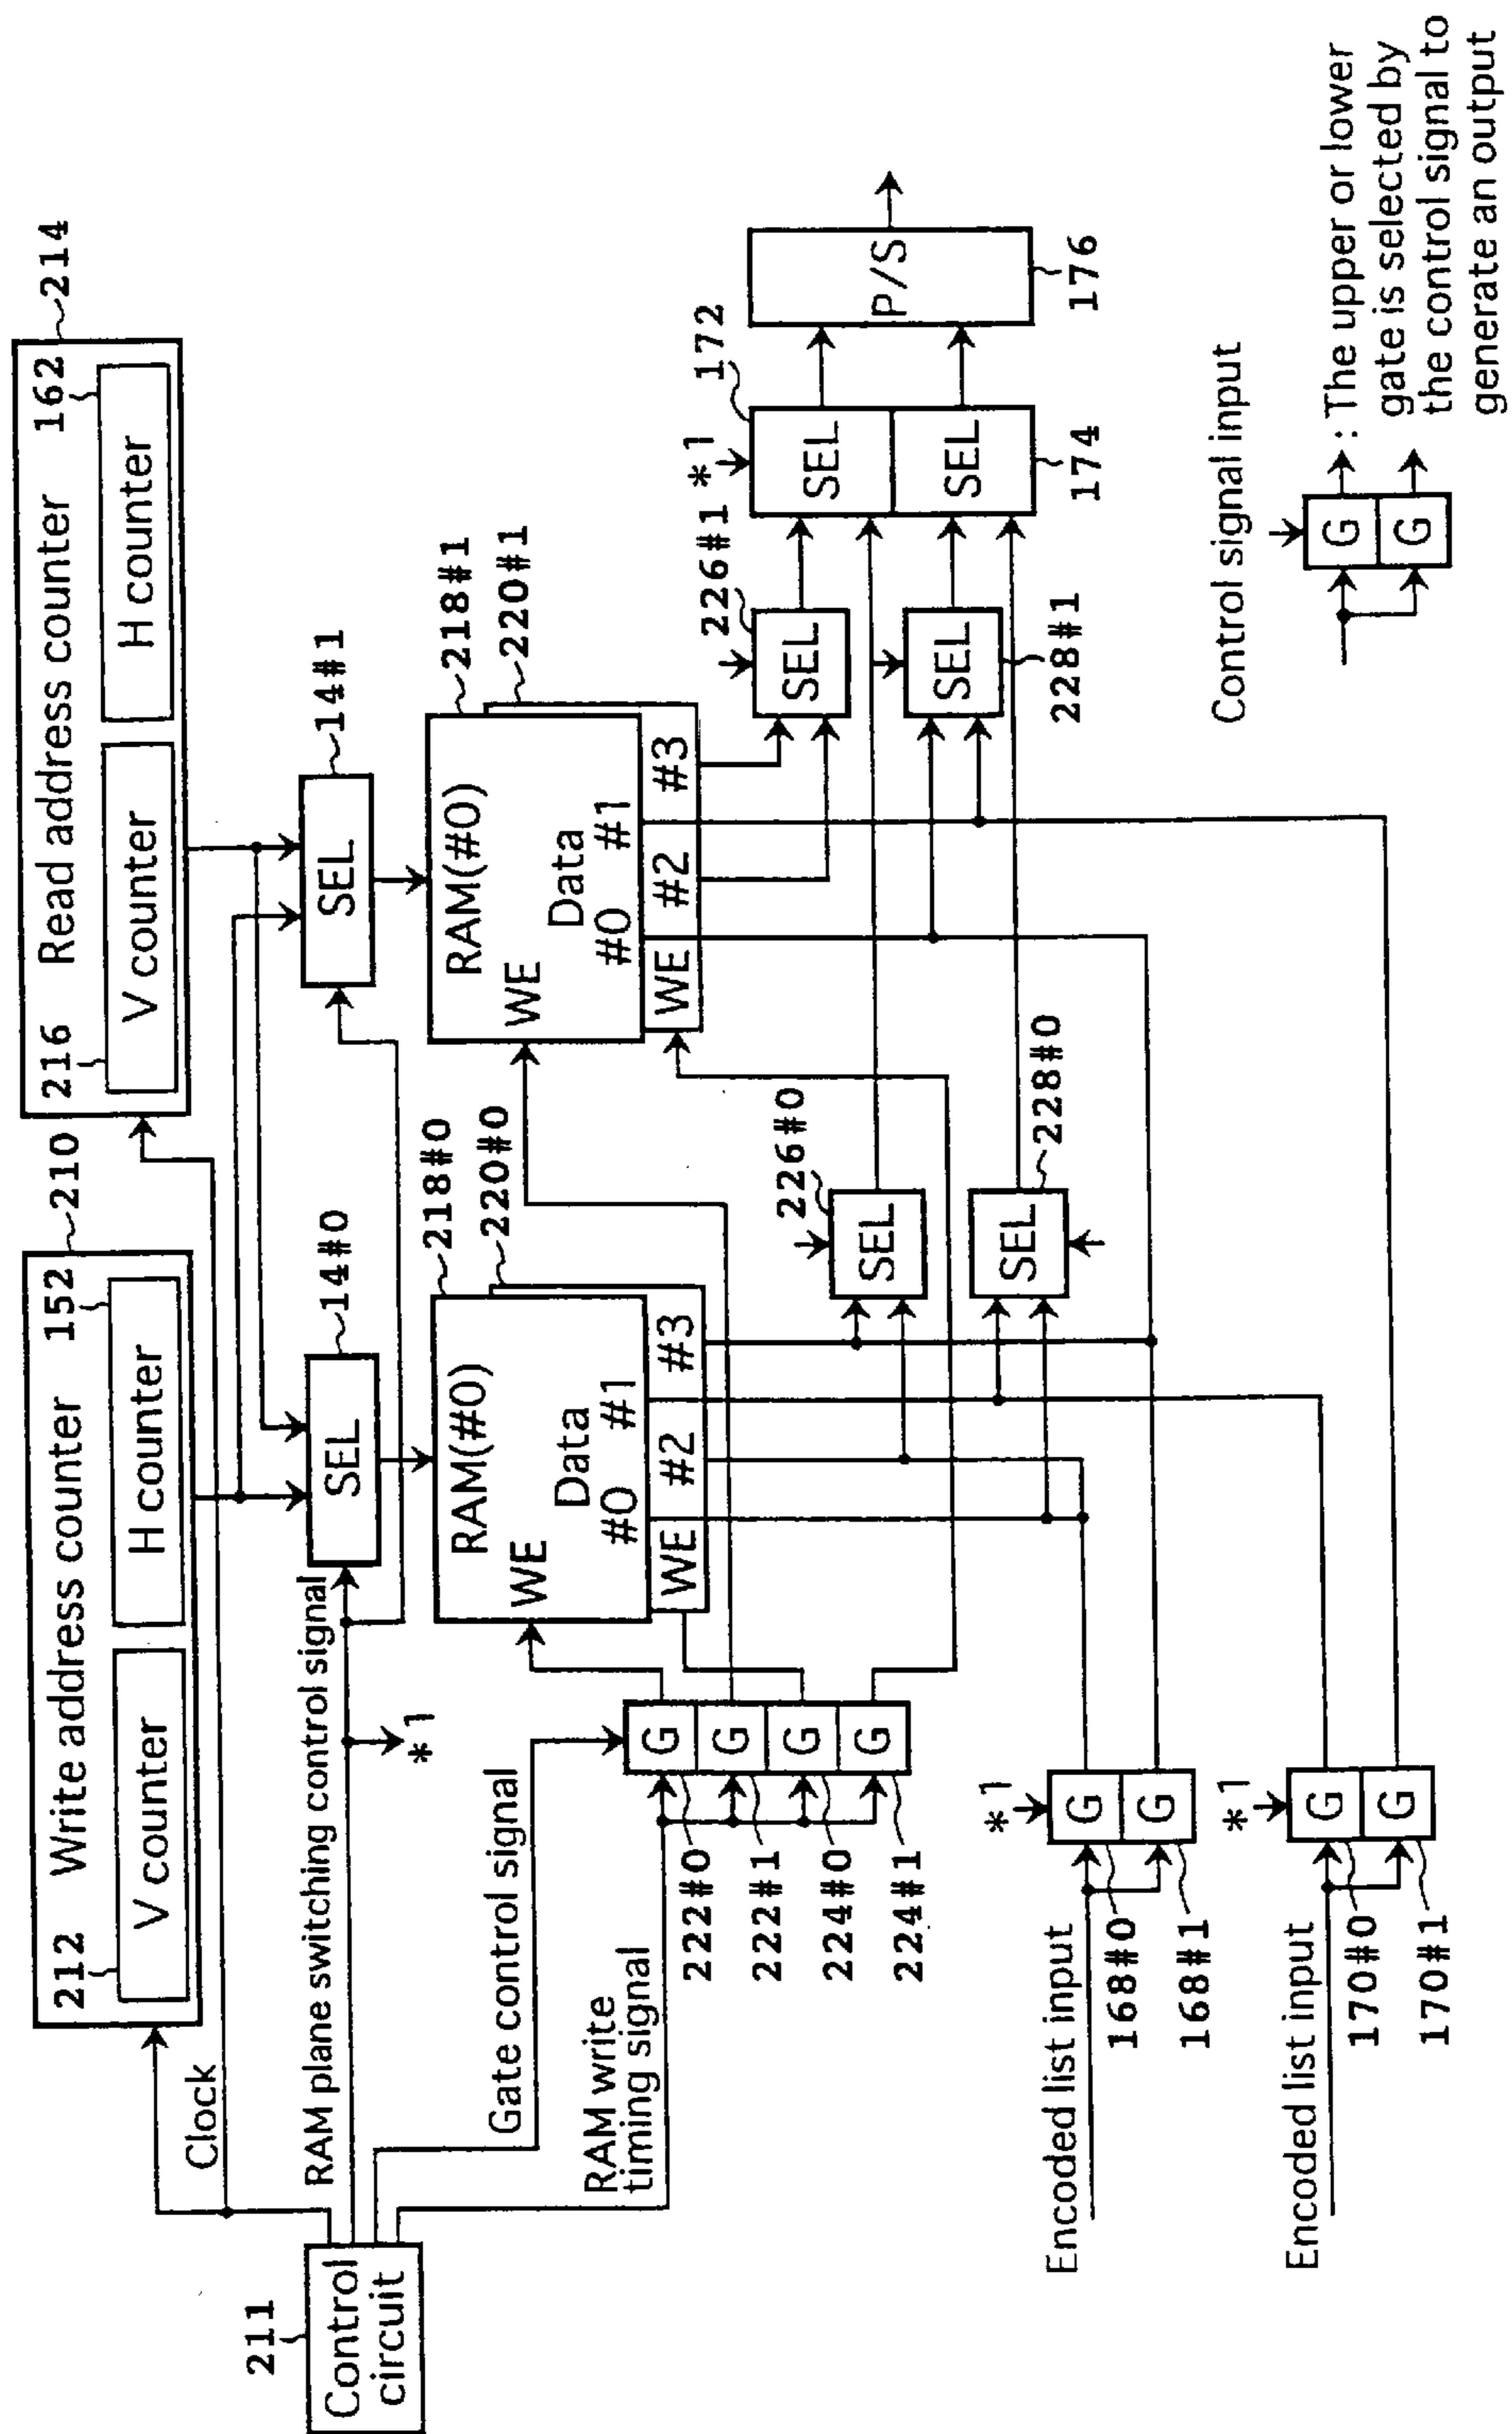 212
Write address counter
152
210
V counter
H counter
216
Read address counter
162
214
V counter
H counter
Clock
211
Control
circuit
RAM plane switching control signal
*1
SEL
14#0
SEL
14#1
Gate control signal
RAM write
timing signal
RAM(#0)
WE
Data
#0
#1
WE
#2
#3
218#0
220#0
RAM(#0)
WE
Data
#0
#1
WE
#2
#3
218#1
220#1
G
G
G
G
222#0
222#1
224#0
224#1
226#0
SEL
SEL
228#0
226#1
SEL
SEL
228#1
*1
172
SEL
SEL
174
P/S
176
Encoded list input
*1
G
G
168#0
168#1
Encoded list input
*1
G
G
170#0
170#1
Control signal input
G
G
: The upper or lower
gate is selected by
the control signal to
generate an output